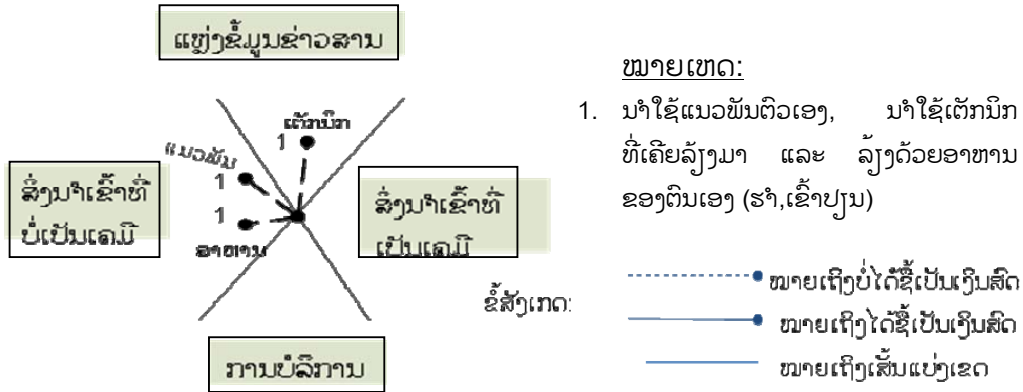 ແຫຼ່ງຂໍ້ມູນຂ່າວສານ
ເຕັກນິກ
1
ແນວພັນ
1
1
ອາຫານ
ສິ່ງນຳເຂົ້າທີ່
ບໍ່ເປັນເຄມີ
ສິ່ງນຳເຂົ້າທີ່
ເປັນເຄມີ
ການບໍລິການ
ໝາຍເຫດ:
1. ນຳໃຊ້ແນວພັນຕົວເອງ, ນຳໃຊ້ເຕັກນິກ
ທີ່ເຄີຍລ້ຽງມາ ແລະ ລ້ຽງດ້ວຍອາຫານ
ຂອງຕົນເອງ (ຮຳ,ເຂົ້າປຽນ)
ຂໍ້ສັງເກດ:
ໝາຍເຖິງບໍ່ໄດ້ຊື້ເປັນເງິນສົດ
ໝາຍເຖິງໄດ້ຊື້ເປັນເງິນສົດ
ໝາຍເຖິງເສັ້ນແບ່ງເຂດ